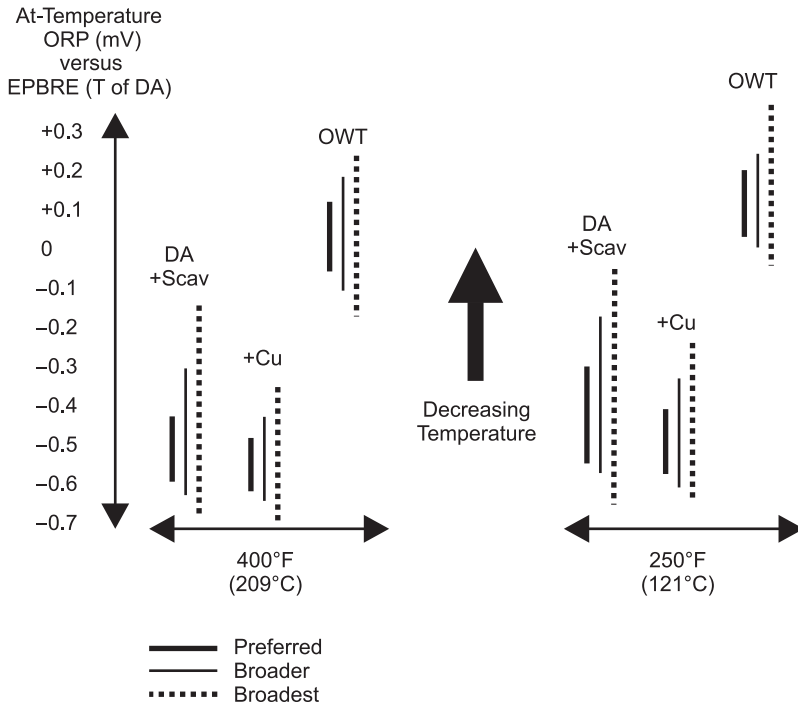 At-Temperature
ORP (mV)
versus
EPBRE (T of DA)
+0.3
+0.2
+0.1
0
−0.1
−0.2
−0.3
−0.4
−0.5
−0.6
−0.7
DA
+Scav
+Cu
OWT
400°F
(209°C)
Decreasing
Temperature
DA
+Scav
+Cu
OWT
250°F
(121°C)
Preferred
Broader
Broadest